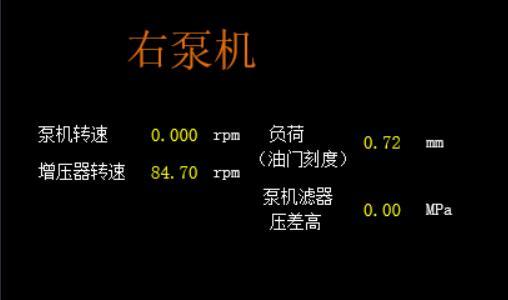 右泵机
泵机转速 0.000 rpm
增压器转速 84.70 rpm
负荷
（油门刻度） 0.72 mm
泵机滤器
压差高 0.00 MPa